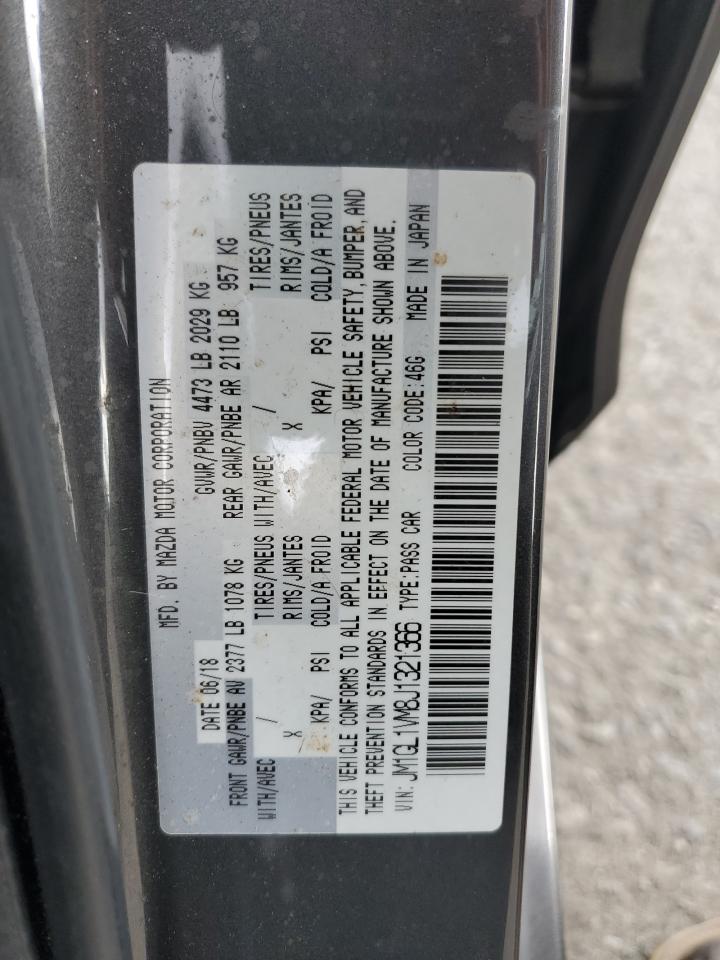 MFD. BY MAZDA MOTOR CORPORATION
DATE 06/18 GVWR/PNBV 4473 LB 2029 KG
FRONT GAWR/PNBE AV 2377 LB 1078 KG REAR GAWR/PNBE AR 2110 LB 957 KG
WITH/AVEC / TIRES/PNEUS WITH/AVEC / TIRES/PNEUS
X RIMS/JANTES X RIMS/JANTES
KPA/ PSI COLD/A FROID KPA/ PSI COLD/A FROID
THIS VEHICLE CONFORMS TO ALL APPLICABLE FEDERAL MOTOR VEHICLE SAFETY, BUMPER, AND
THEFT PREVENTION STANDARDS IN EFFECT ON THE DATE OF MANUFACTURE SHOWN ABOVE.
VIN: JM1GL1VM8J1321366 TYPE:PASS CAR COLOR CODE:46G MADE IN JAPAN